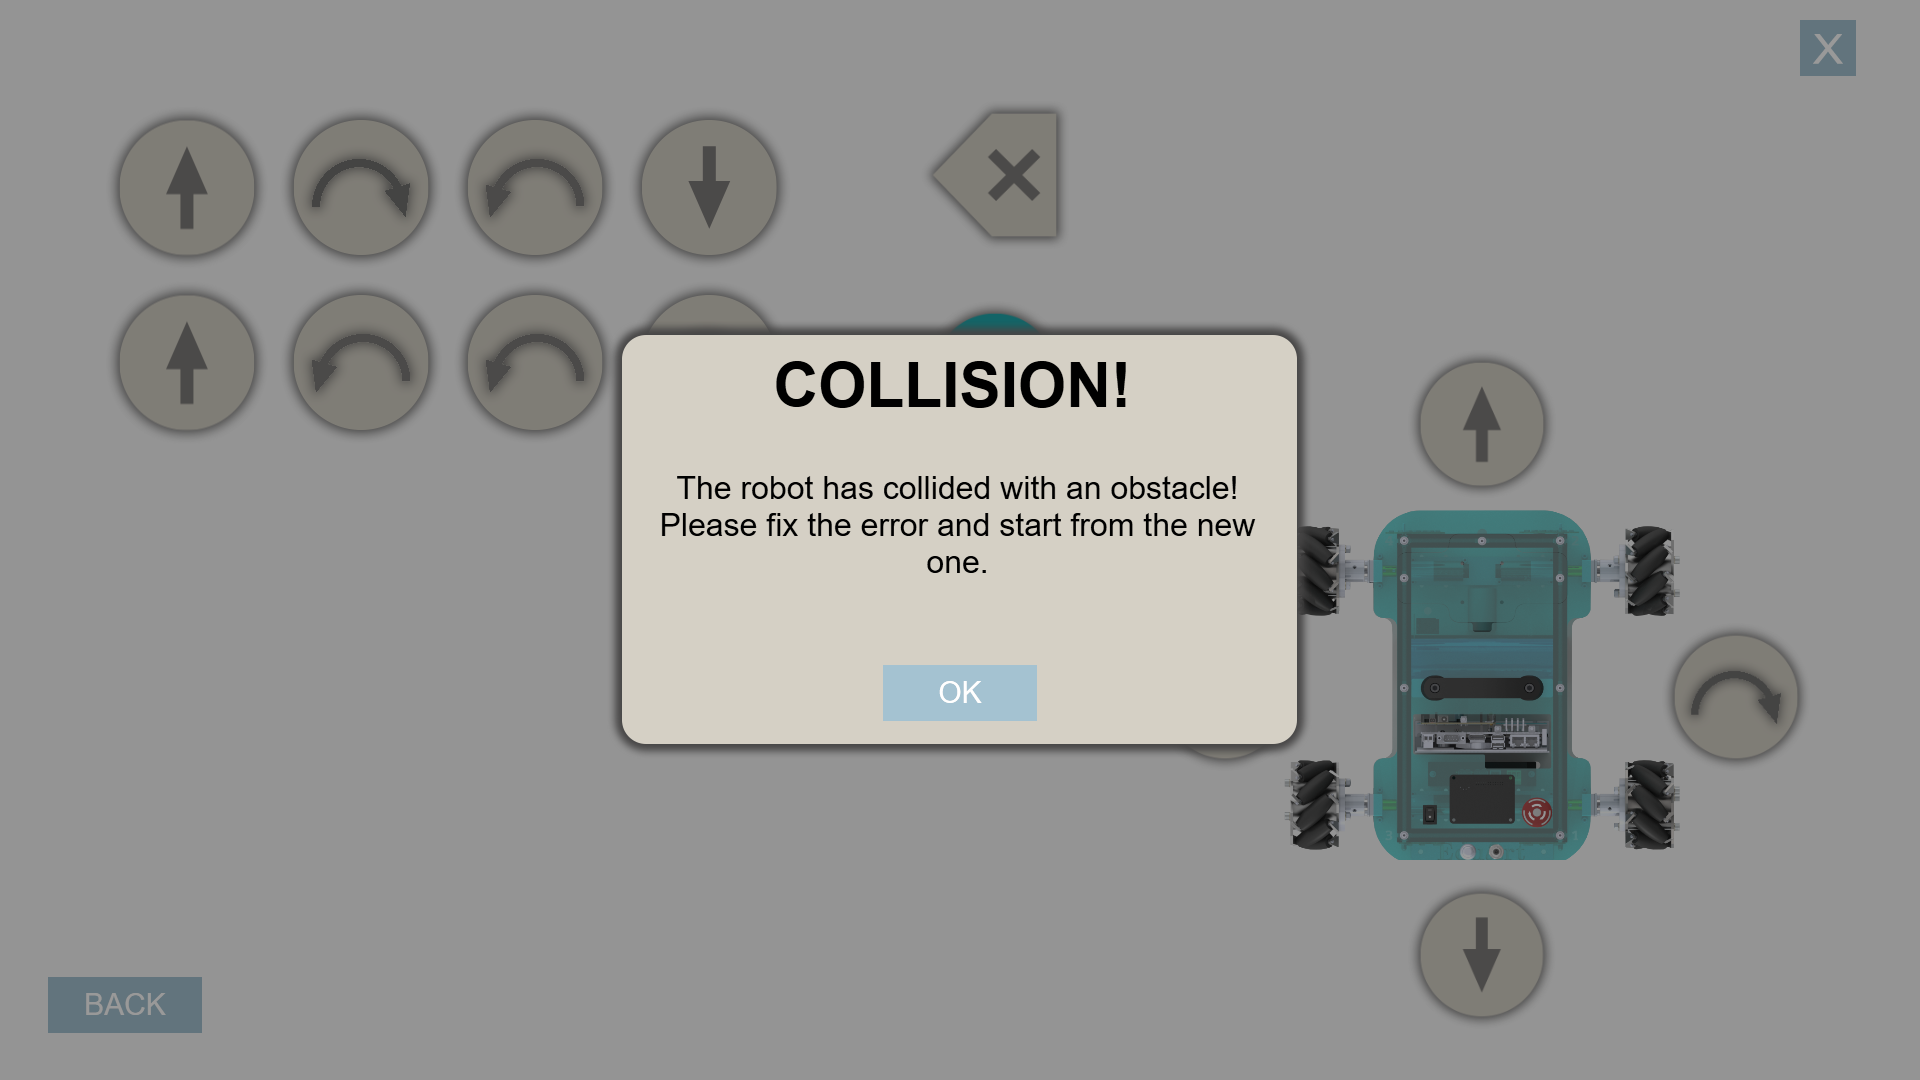 X
COLLISION!
The robot has collided with an obstacle!
Please fix the error and start from the new
one.
OK
BACK